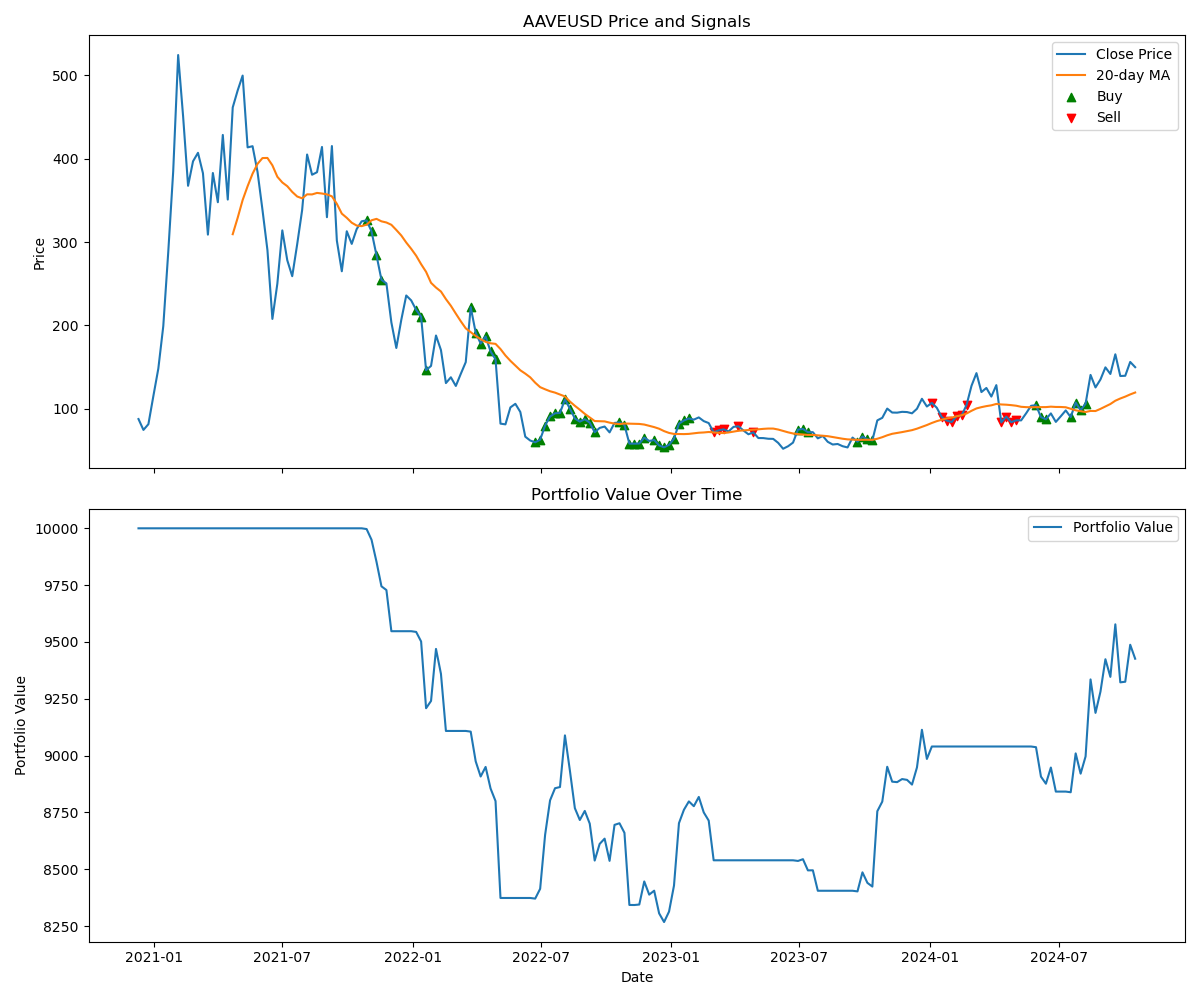 AAVEUSD Price and Signals
Price
500
400
300
200
100
Close Price
20-day MA
Buy
Sell
Portfolio Value Over Time
Portfolio Value
10000
9750
9500
9250
9000
8750
8500
8250
Portfolio Value
2021-01
2021-07
2022-01
2022-07
2023-01
2023-07
2024-01
2024-07
Date